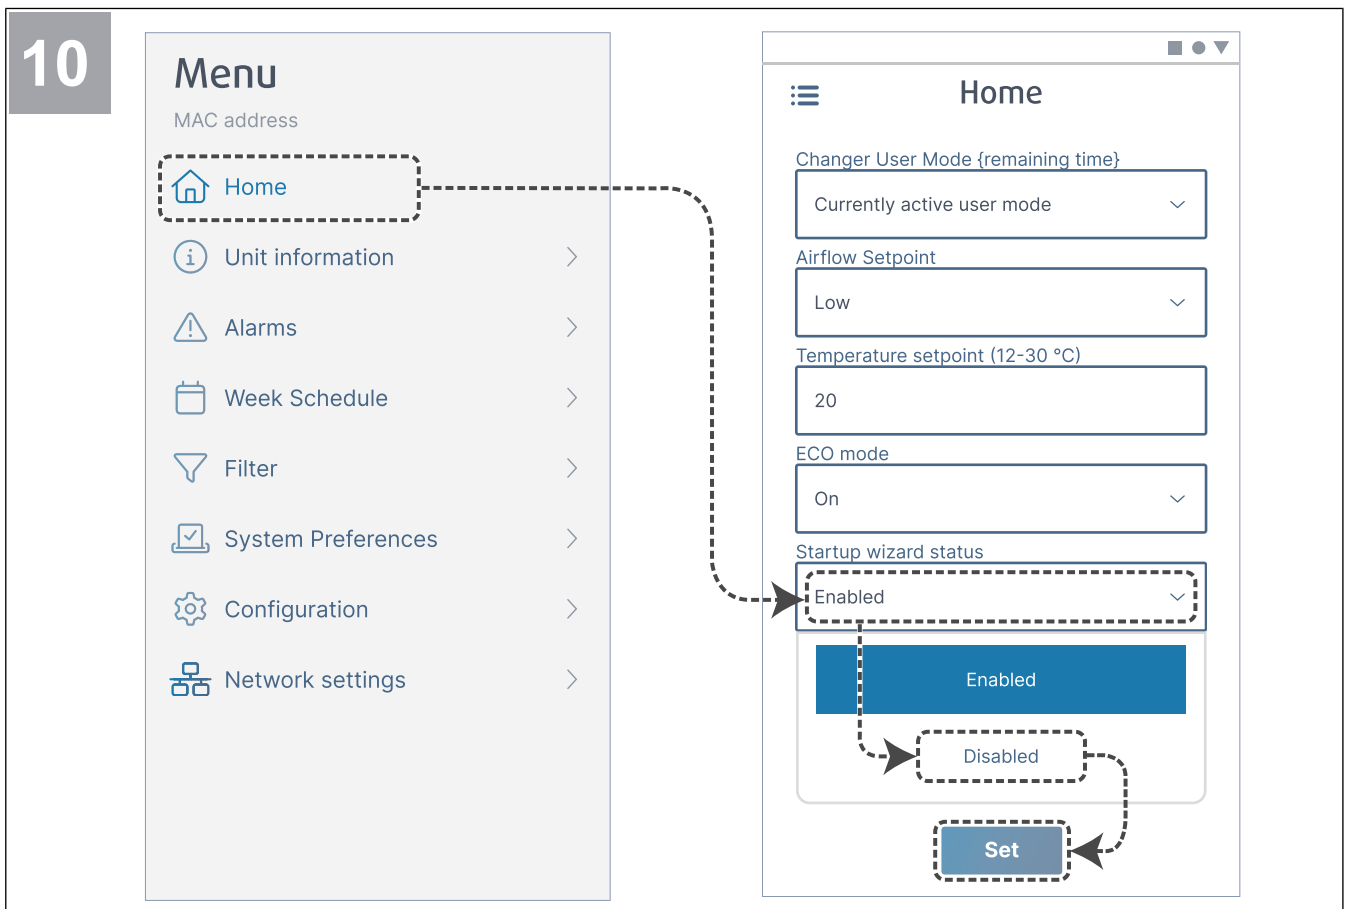 10
Menu
MAC address
Home
Unit information
Alarms
Week Schedule
Filter
System Preferences
Configuration
Network settings
Home
Changer User Mode {remaining time}
Currently active user mode
Airflow Setpoint
Low
Temperature setpoint (12-30 °C)
20
ECO mode
On
Startup wizard status
Enabled
Enabled
Disabled
Set